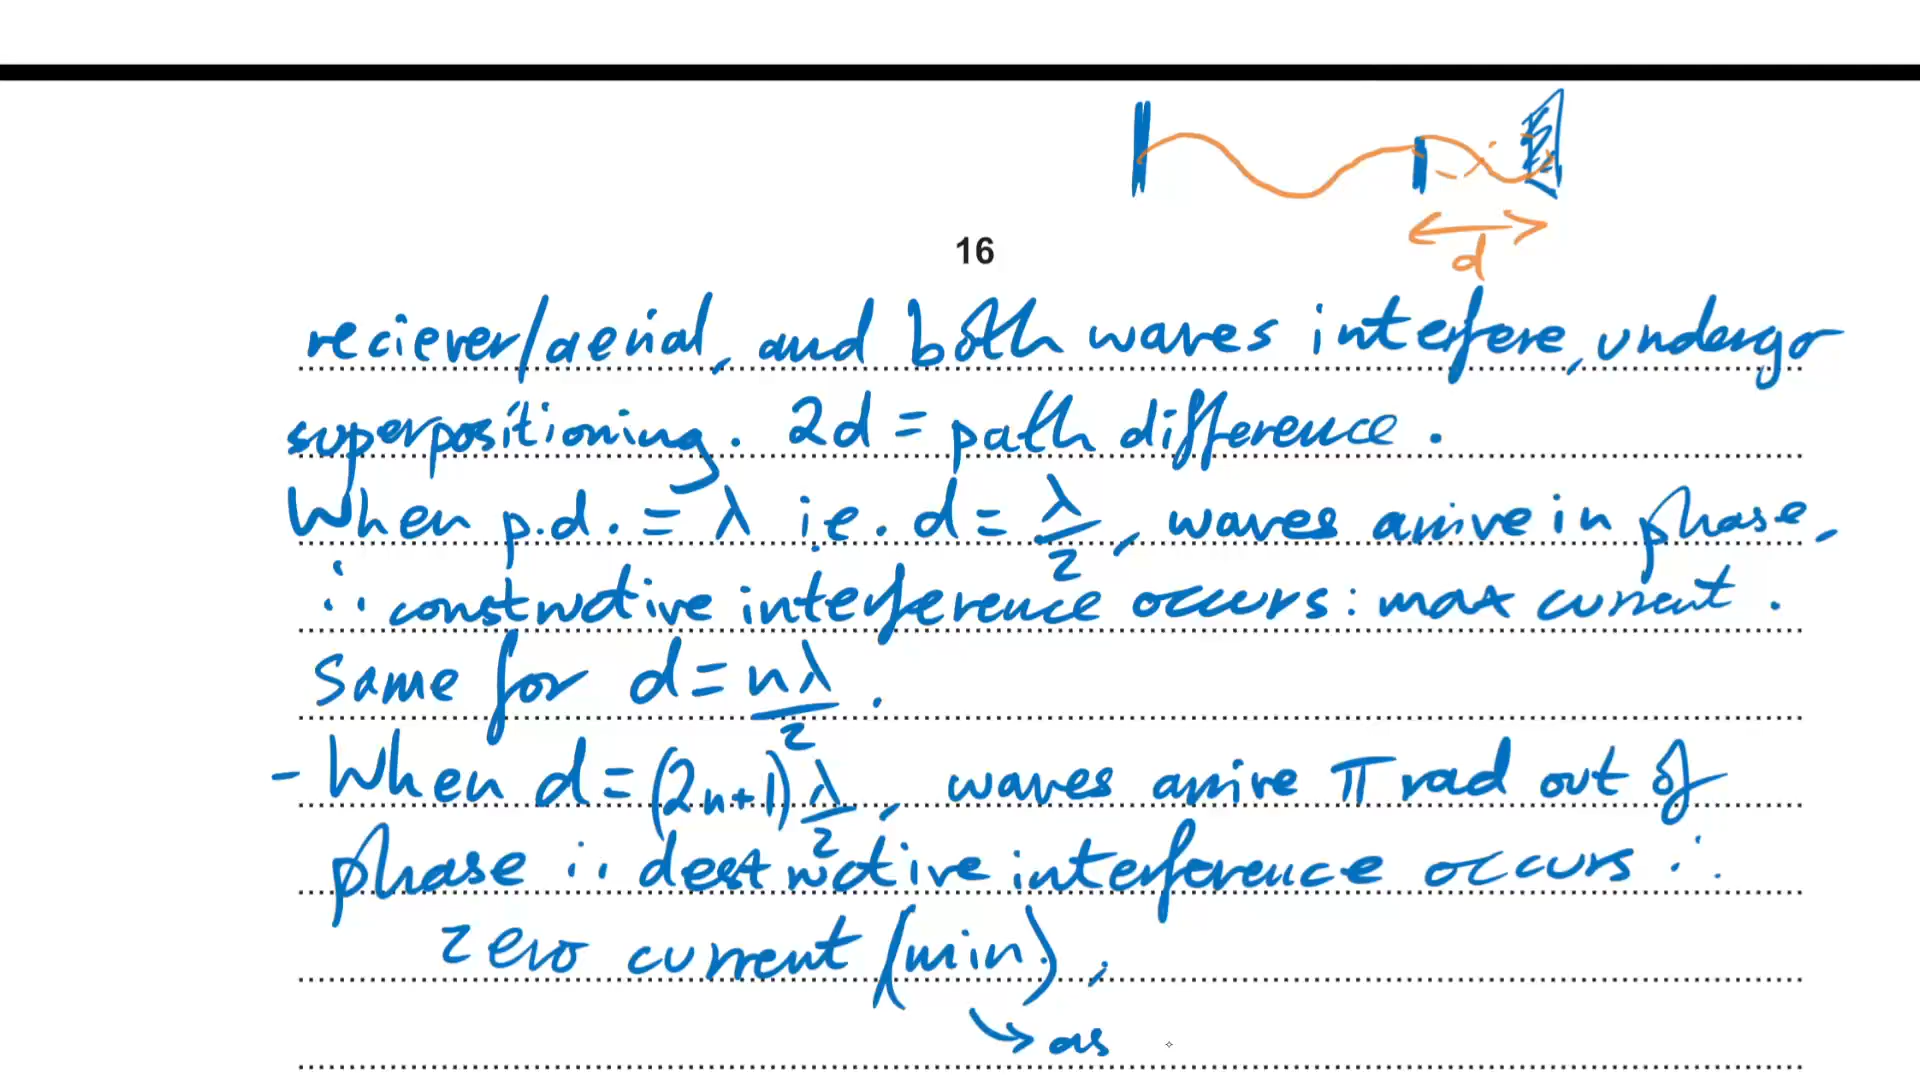 d
16
reciever/aerial, and both waves interfere, undergo
superpositioning. 2d = path difference.
When p.d. = λ i.e. d = λ/2, waves arrive in phase,
∴ constructive interference occurs: max current.
Same for d = nλ/2.
- When d = (2n+1) λ/2, waves arrive π rad out of
phase ∴ destructive interference occurs ∴
zero current (min),
↳ as